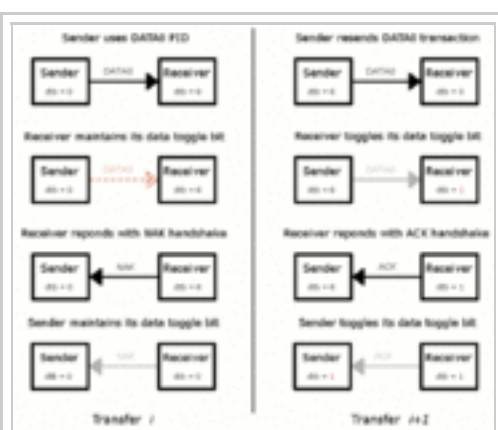 Sender uses DATA0 PID
Sender DATA0 Receiver
Receiver maintains its data toggle bit
Sender DATA0 Receiver
Receiver reponds with NAK handshake
Sender NAK Receiver
Sender maintains its data toggle bit
Sender NAK Receiver
Transfer i
Sender resends DATA0 transaction
Sender DATA0 Receiver
Receiver toggles its data toggle bit
Sender DATA0 Receiver
Receiver reponds with ACK handshake
Sender ACK Receiver
Sender toggles its data toggle bit
Sender ACK Receiver
Transfer i+1